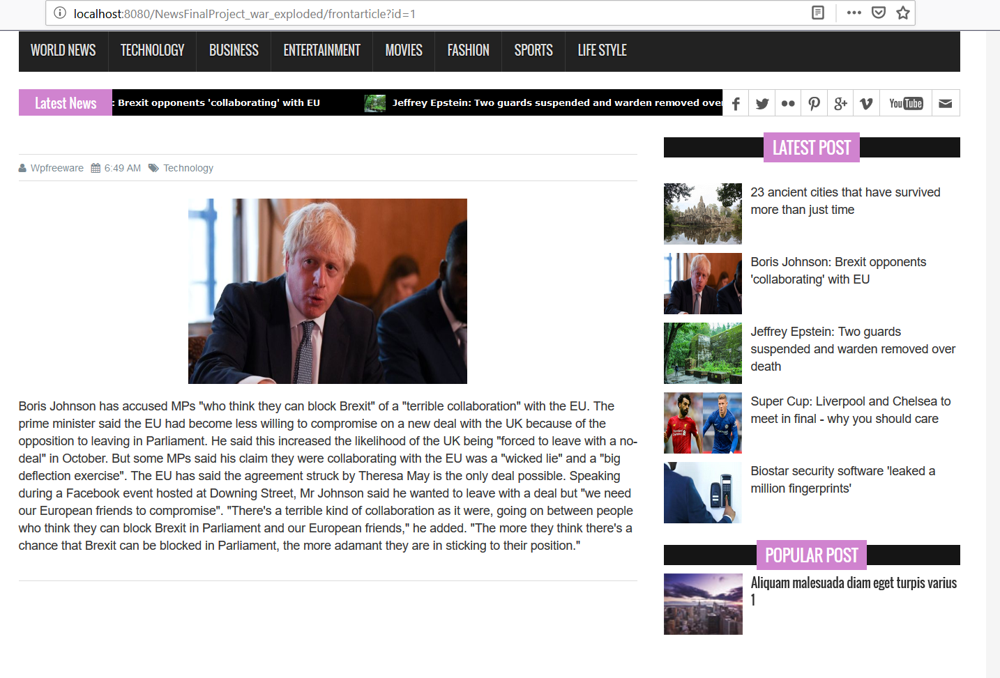 localhost:8080/NewsFinalProject_war_exploded/frontarticle?id=1
WORLD NEWS TECHNOLOGY BUSINESS ENTERTAINMENT MOVIES FASHION SPORTS LIFE STYLE
Latest News : Brexit opponents 'collaborating' with EU Jeffrey Epstein: Two guards suspended and warden removed over You Tube
Wpfreeware 6:49 AM Technology
Boris Johnson has accused MPs "who think they can block Brexit" of a "terrible collaboration" with the EU. The
prime minister said the EU had become less willing to compromise on a new deal with the UK because of the
opposition to leaving in Parliament. He said this increased the likelihood of the UK being "forced to leave with a no-
deal" in October. But some MPs said his claim they were collaborating with the EU was a "wicked lie" and a "big
deflection exercise". The EU has said the agreement struck by Theresa May is the only deal possible. Speaking
during a Facebook event hosted at Downing Street, Mr Johnson said he wanted to leave with a deal but "we need
our European friends to compromise". "There's a terrible kind of collaboration as it were, going on between people
who think they can block Brexit in Parliament and our European friends," he added. "The more they think there's a
chance that Brexit can be blocked in Parliament, the more adamant they are in sticking to their position."
LATEST POST
23 ancient cities that have survived
more than just time
Boris Johnson: Brexit opponents
'collaborating' with EU
Jeffrey Epstein: Two guards
suspended and warden removed over
death
Super Cup: Liverpool and Chelsea to
meet in final - why you should care
Biostar security software 'leaked a
million fingerprints'
POPULAR POST
Aliquam malesuada diam eget turpis varius
1